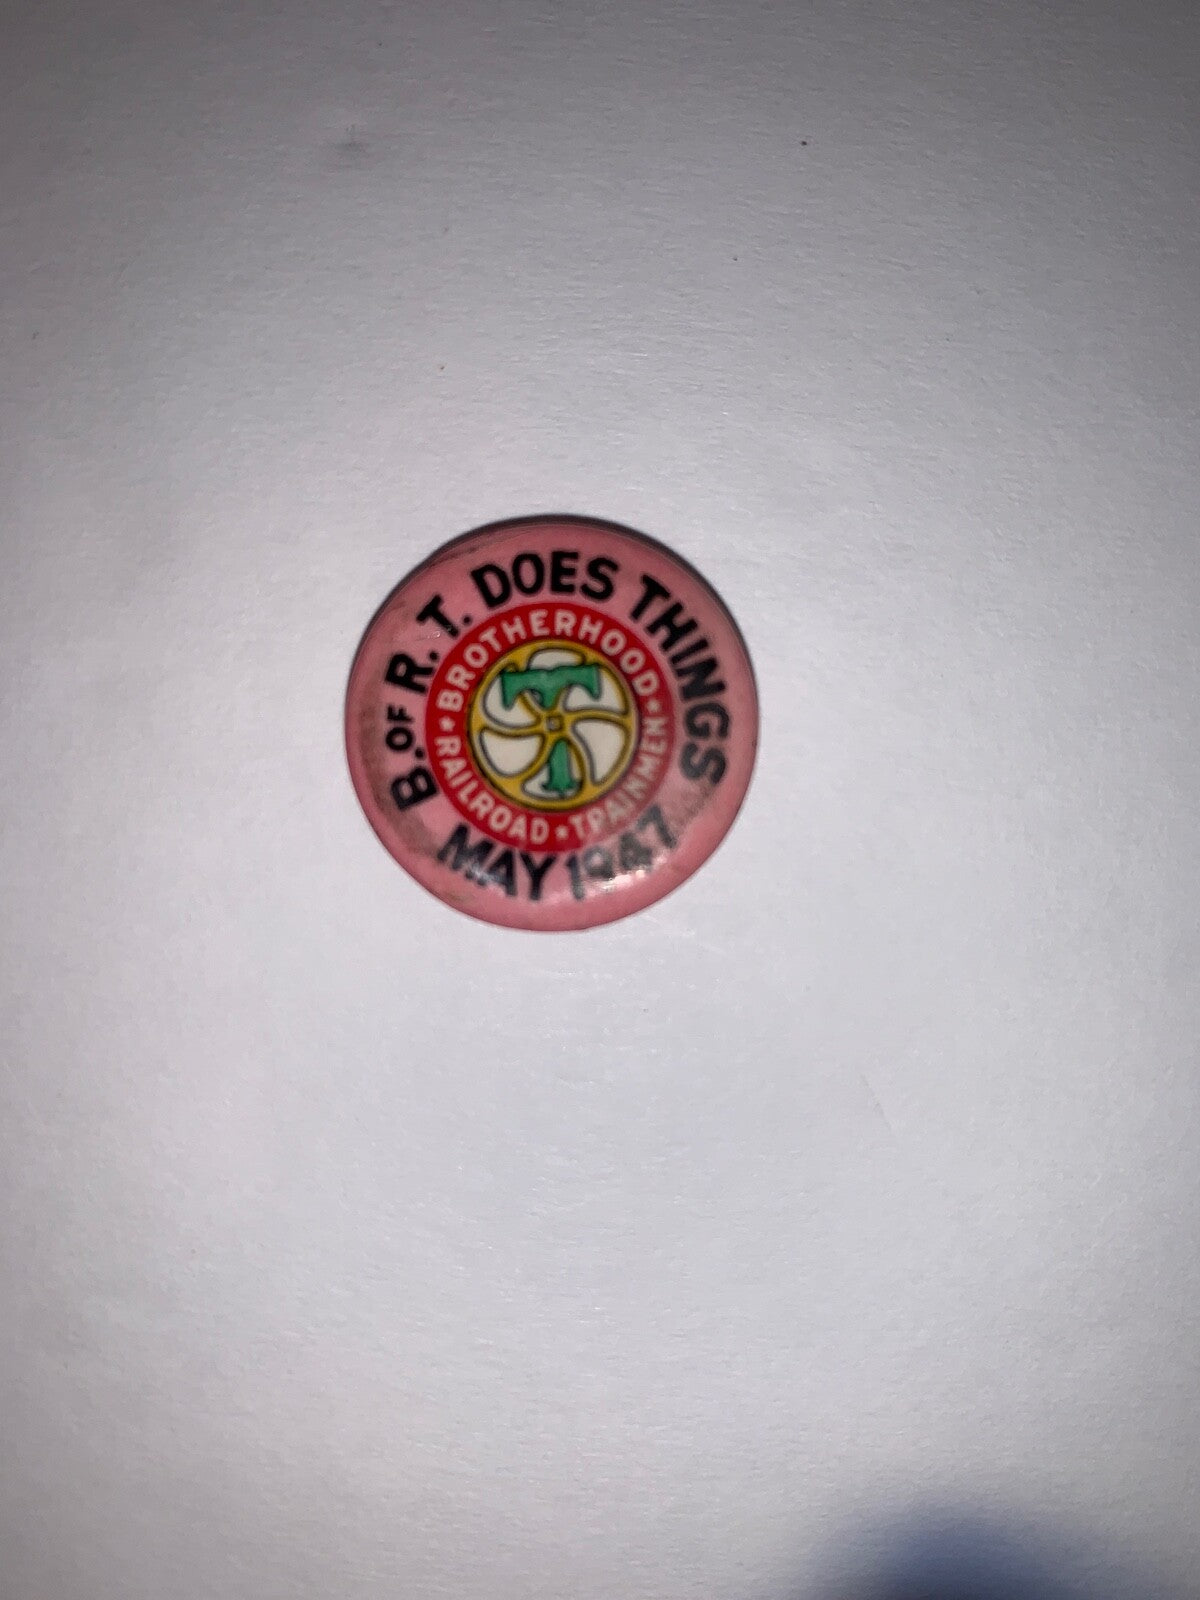 B. OF R. T. DOES THINGS
BROTHERHOOD
★ RAILROAD ★ TRAINMEN ★
T
MAY 1947